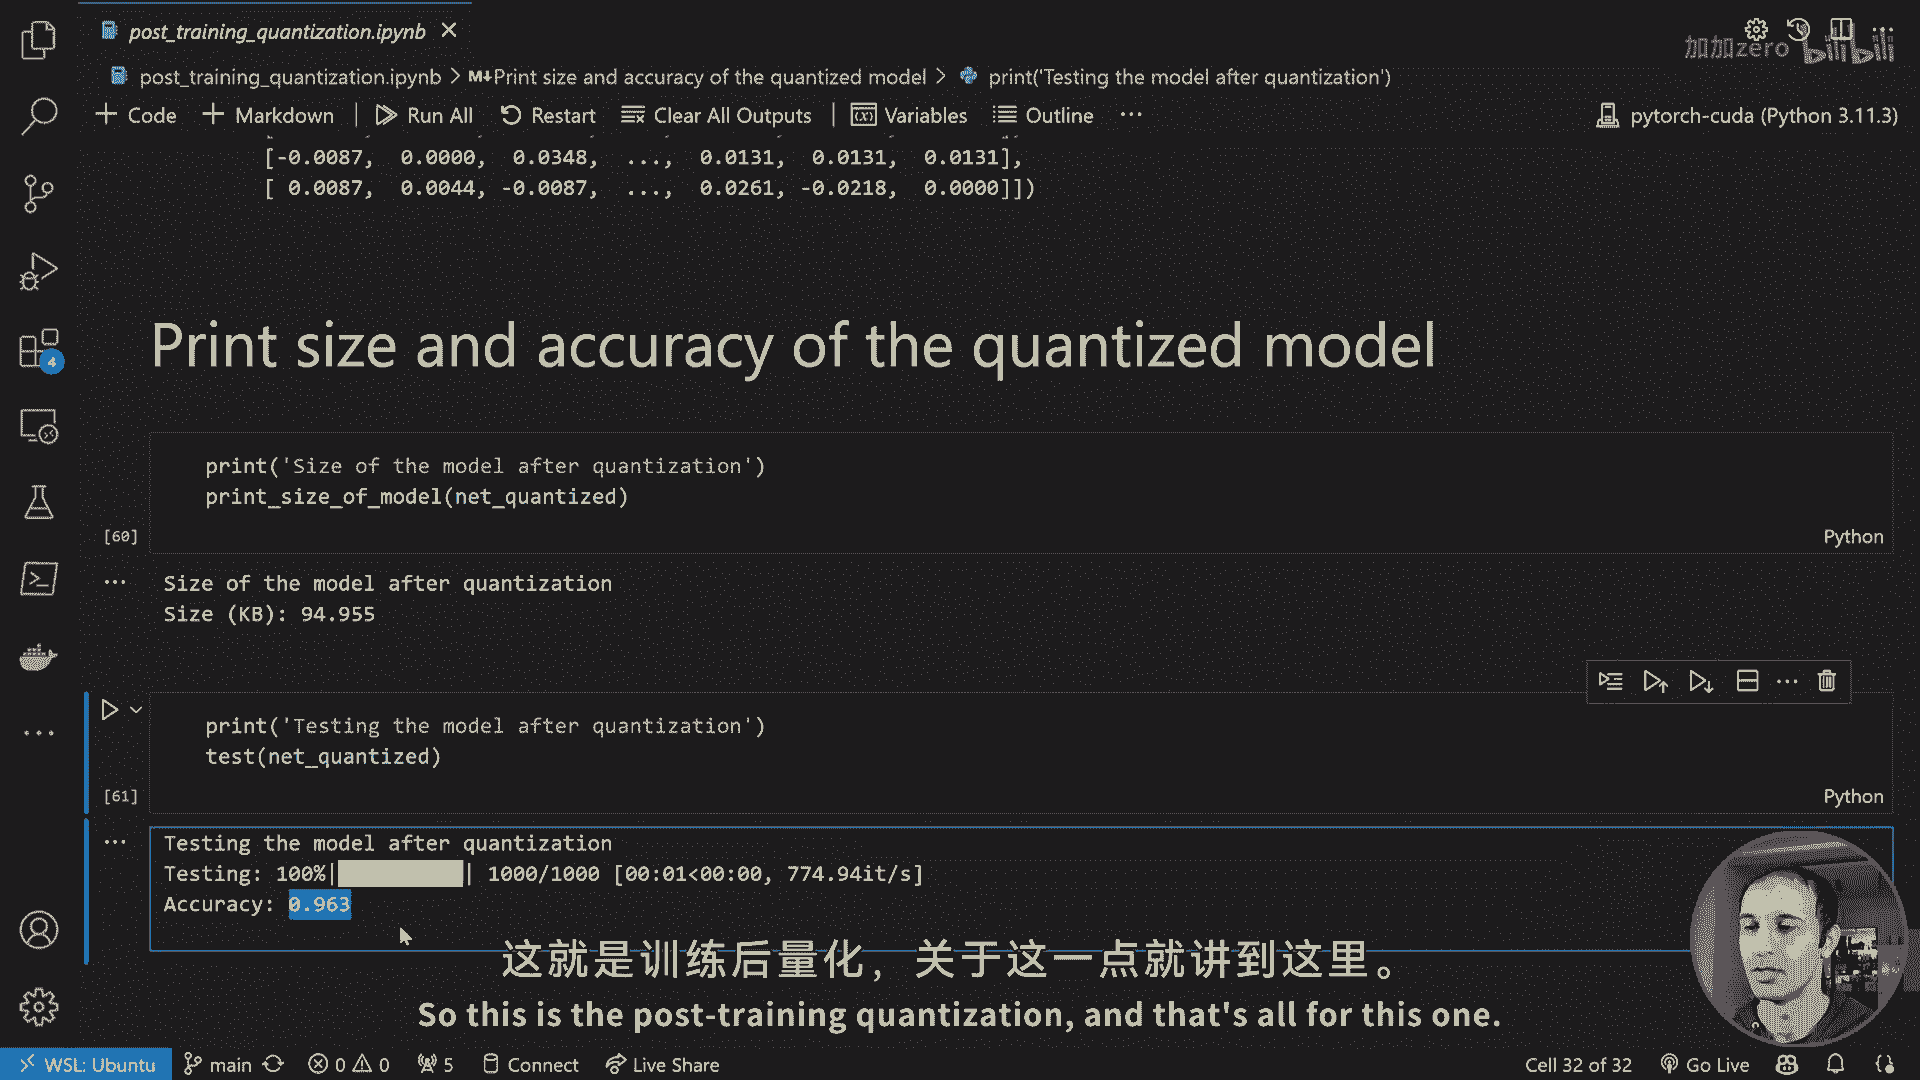 post_training_quantization.ipynb
加加zero bilibili
post_training_quantization.ipynb > M↓Print size and accuracy of the quantized model > print('Testing the model after quantization')
+ Code + Markdown | Run All Restart Clear All Outputs | Variables Outline ...
pytorch-cuda (Python 3.11.3)
[-0.0087, 0.0000, 0.0348, ..., 0.0131, 0.0131, 0.0131],
[ 0.0087, 0.0044, -0.0087, ..., 0.0261, -0.0218, 0.0000]])
Print size and accuracy of the quantized model
4
print('Size of the model after quantization')
print_size_of_model(net_quantized)
[60]
Python
Size of the model after quantization
Size (KB): 94.955
print('Testing the model after quantization')
test(net_quantized)
[61]
Python
Testing the model after quantization
Testing: 100%|██████████| 1000/1000 [00:01<00:00, 774.94it/s]
Accuracy: 0.963
这就是训练后量化，关于这一点就讲到这里。
So this is the post-training quantization, and that's all for this one.
WSL: Ubuntu main 0 0 5 Connect Live Share
Cell 32 of 32 Go Live